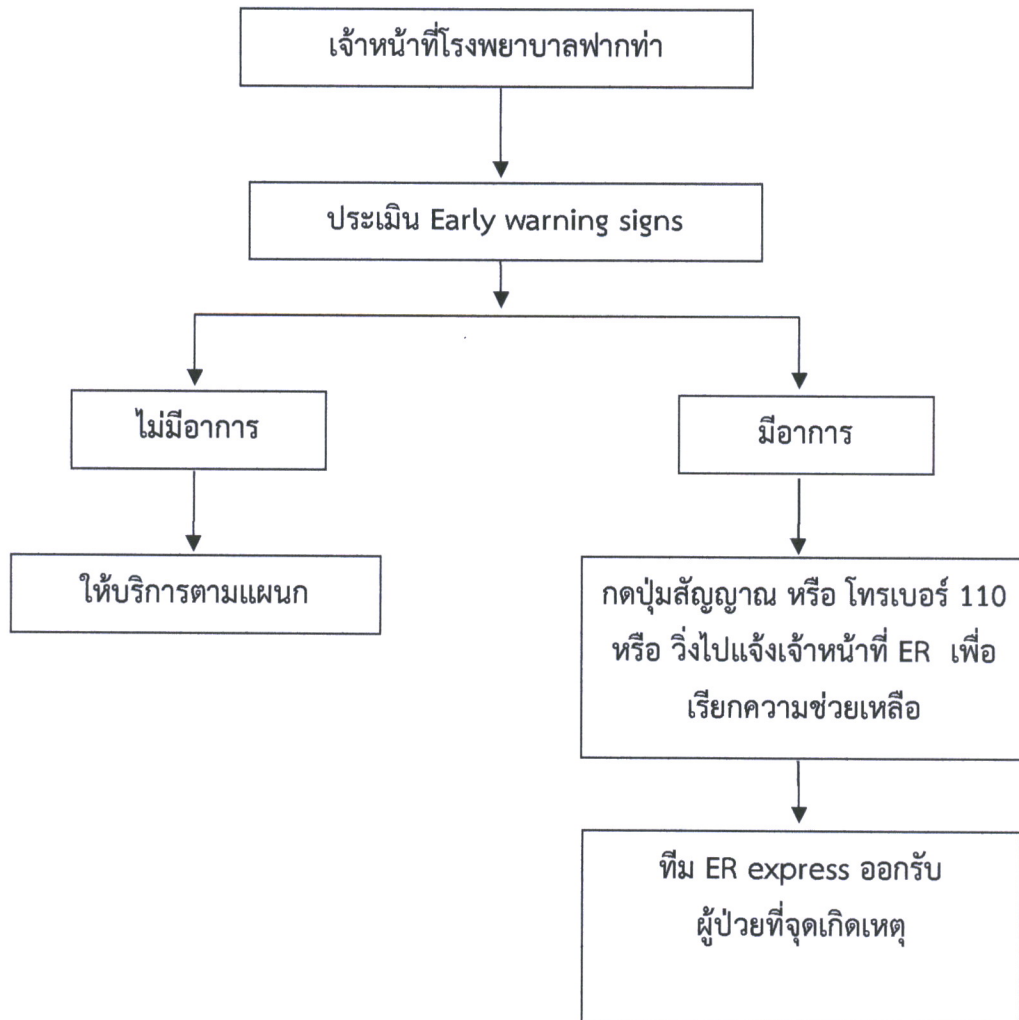 เจ้าหน้าที่โรงพยาบาลฟากท่า
ประเมิน Early warning signs
ไม่มีอาการ
มีอาการ
ให้บริการตามแผนก
กดปุ่มสัญญาณ หรือ โทรเบอร์ 110
หรือ วิ่งไปแจ้งเจ้าหน้าที่ ER เพื่อ
เรียกความช่วยเหลือ
ทีม ER express ออกรับ
ผู้ป่วยที่จุดเกิดเหตุ